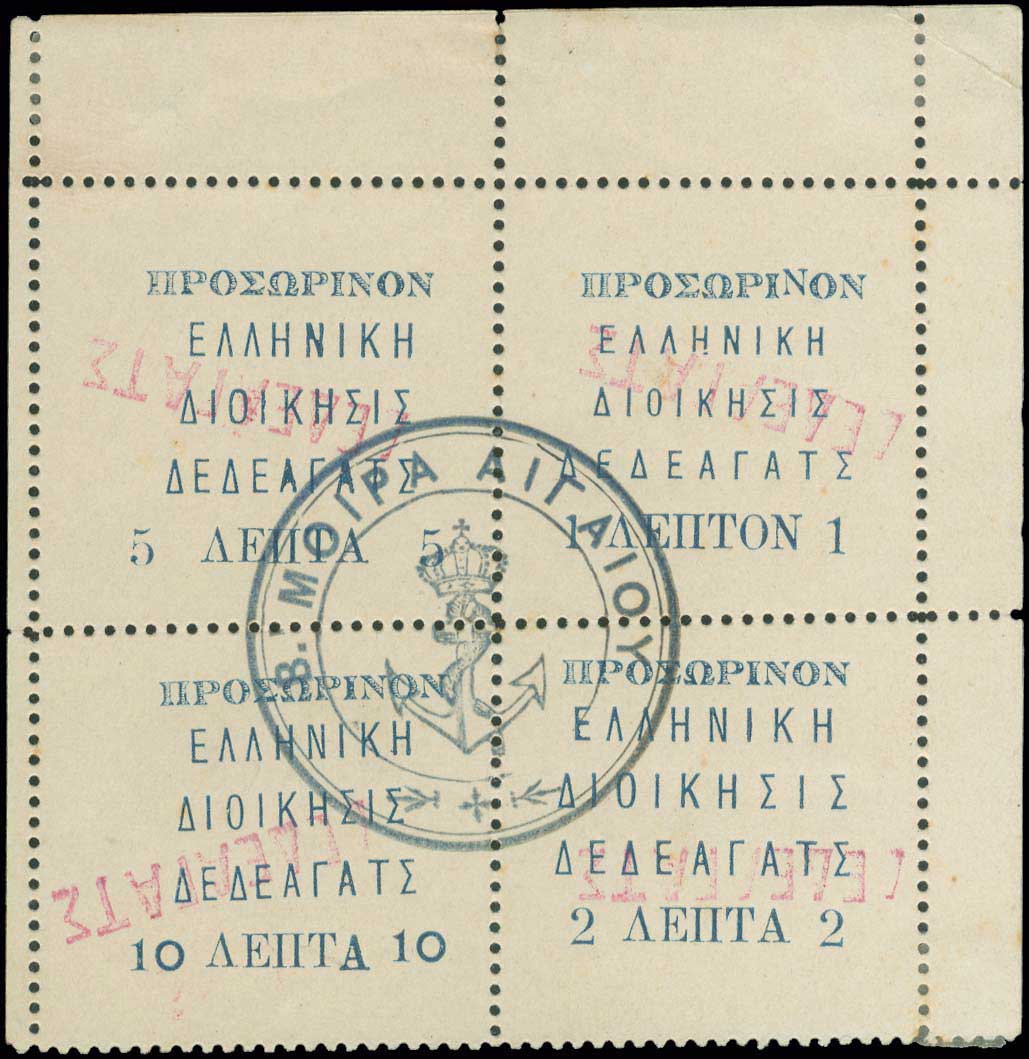 ΠΡΟΣΩΡΙΝΟΝ
ΕΛΛΗΝΙΚΗ
ΔΙΟΙΚΗΣΙΣ
ΔΕΔΕΑΓΑΤΣ
5 ΛΕΠΤΑ 5
ΠΡΟΣΩΡΙΝΟΝ
ΕΛΛΗΝΙΚΗ
ΔΙΟΙΚΗΣΙΣ
ΔΕΔΕΑΓΑΤΣ
1 ΛΕΠΤΟΝ 1
ΠΡΟΣΩΡΙΝΟΝ
ΕΛΛΗΝΙΚΗ
ΔΙΟΙΚΗΣΙΣ
ΔΕΔΕΑΓΑΤΣ
10 ΛΕΠΤΑ 10
ΠΡΟΣΩΡΙΝΟΝ
ΕΛΛΗΝΙΚΗ
ΔΙΟΙΚΗΣΙΣ
ΔΕΔΕΑΓΑΤΣ
2 ΛΕΠΤΑ 2
Β. ΜΟΙΡΑ ΑΙΓΑΙΟΥ